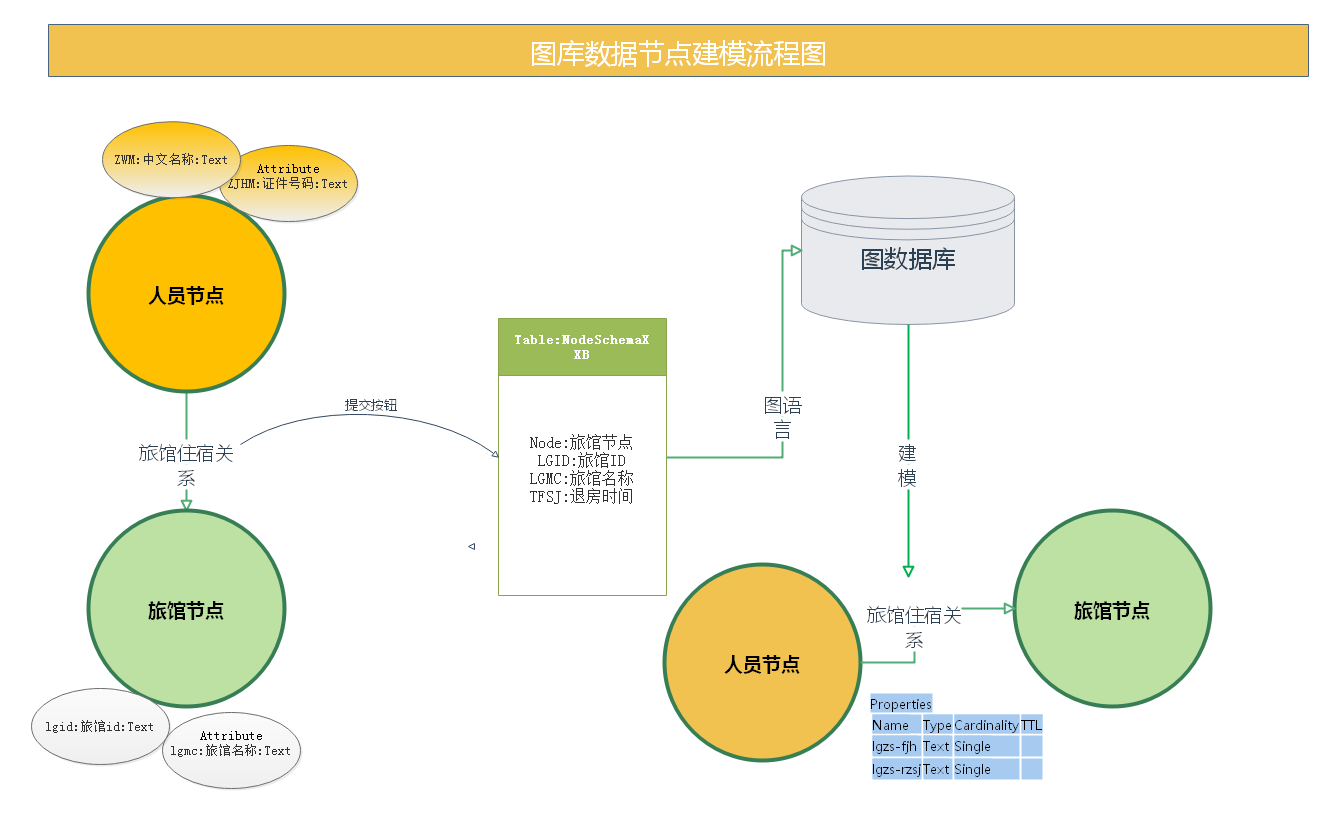 图库数据节点建模流程图
ZWM:中文名称:Text
Attribute
ZJHM:证件号码:Text
人员节点
旅馆住宿关
系
旅馆节点
lgid:旅馆id:Text
Attribute
lgmc:旅馆名称:Text
提交按钮
Table:NodeSchemaX
XB
Node:旅馆节点
LGID:旅馆ID
LGMC:旅馆名称
TFSJ:退房时间
图语
言
图数据库
建
模
人员节点
旅馆住宿关
系
旅馆节点
Properties
Name Type Cardinality TTL
lgzs-fjh Text Single
lgzs-rzsj Text Single